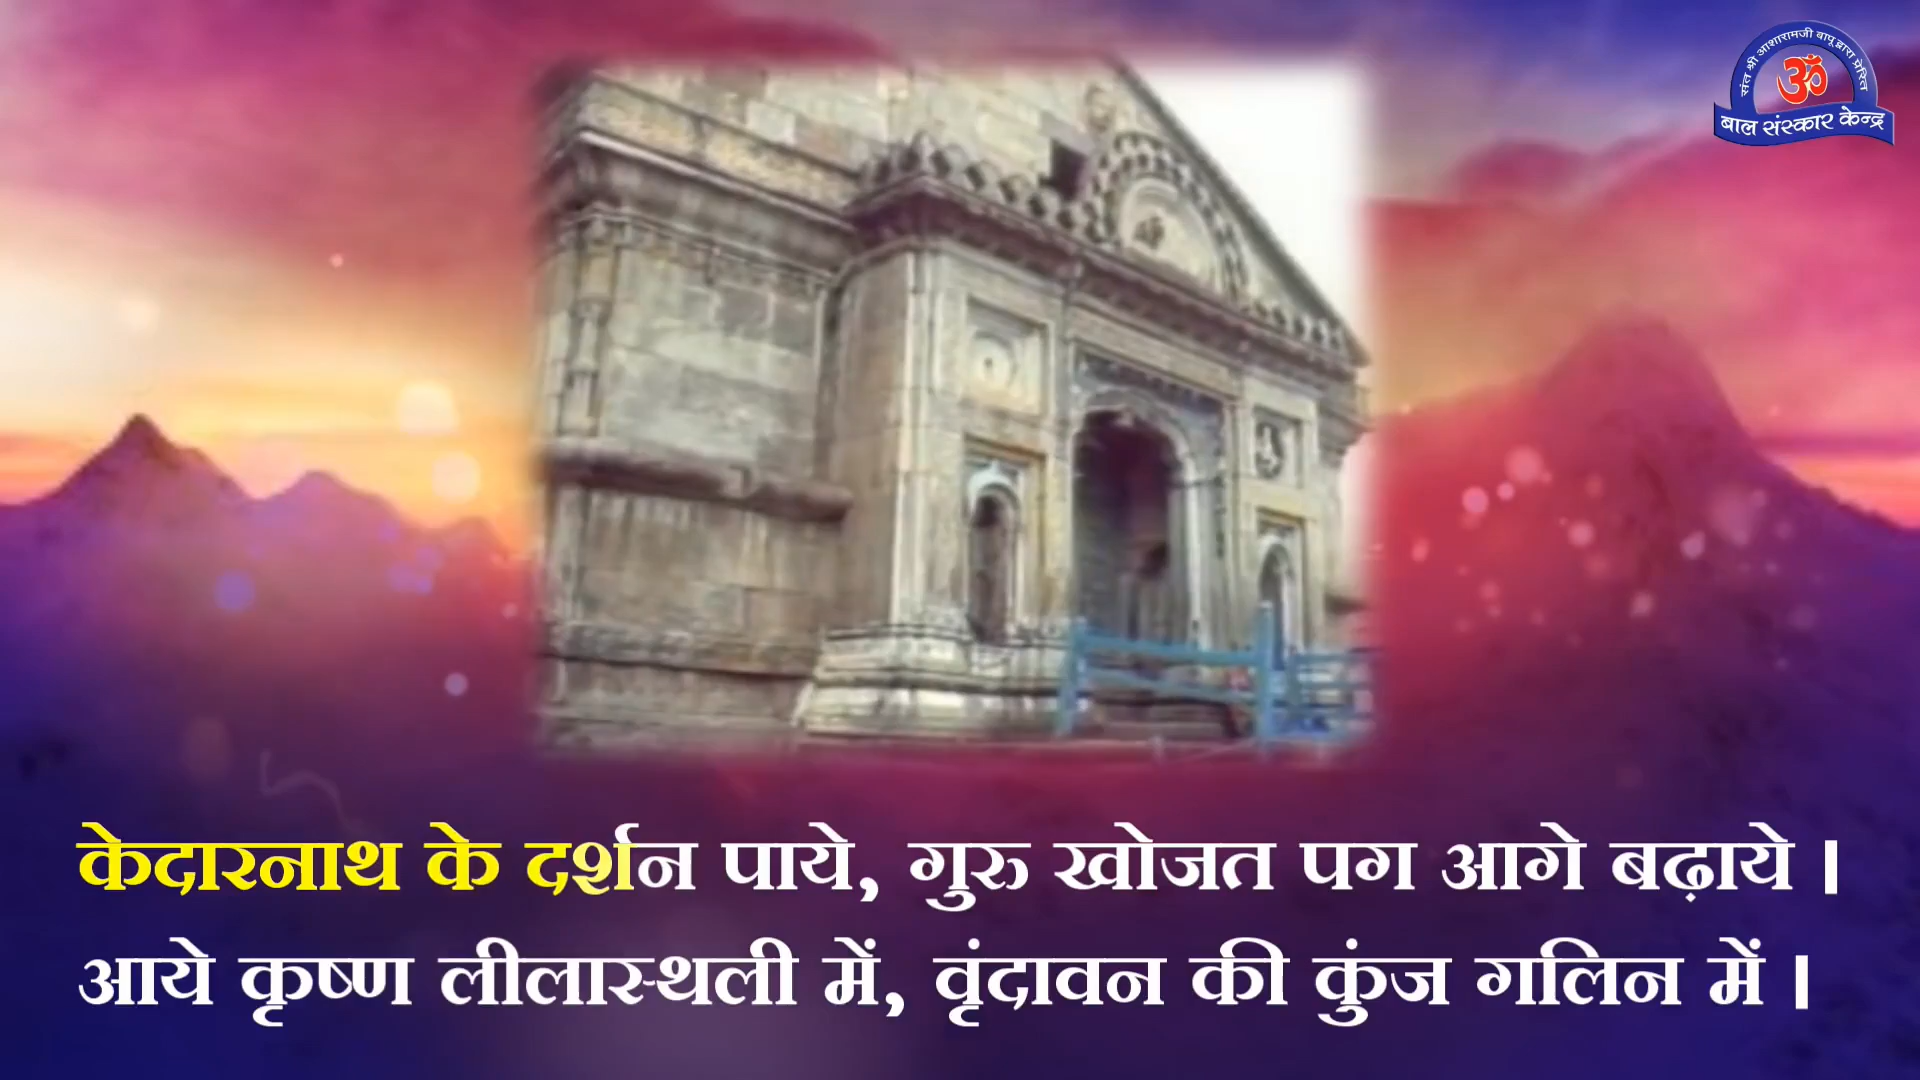 संत श्री आशारामजी बापू द्वारा प्रेरित
ॐ
बाल संस्कार केन्द्र
केदारनाथ के दर्शन पाये, गुरु खोजत पग आगे बढ़ाये ।
आये कृष्ण लीलास्थली में, वृंदावन की कुंज गलिन में ।